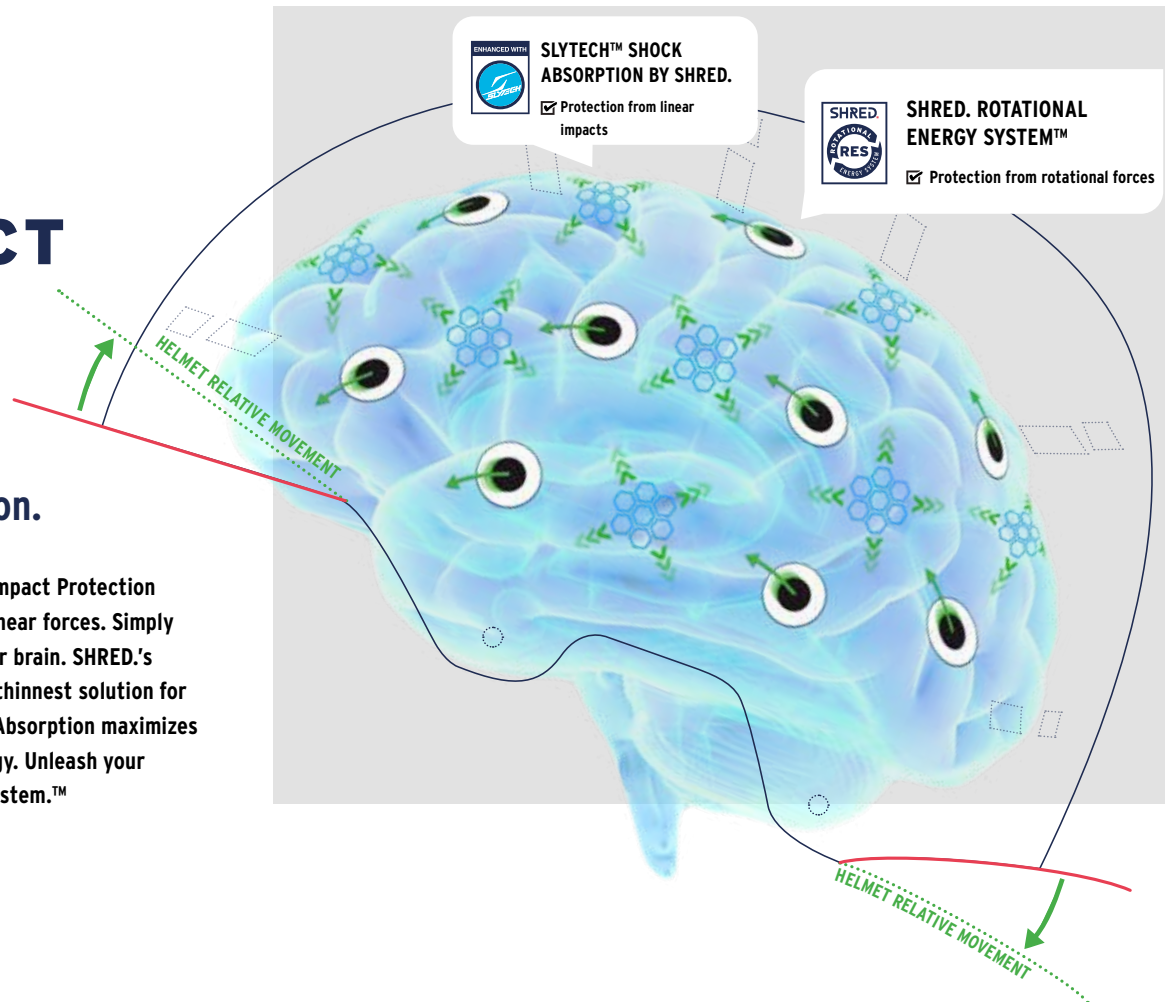 ENHANCED WITH
SLYTECH
SLYTECH™ SHOCK
ABSORPTION BY SHRED.
Protection from linear
impacts
SHRED.
ROTATIONAL
RES
ENERGY SYSTEM
SHRED. ROTATIONAL
ENERGY SYSTEM™
Protection from rotational forces
CT
HELMET RELATIVE MOVEMENT
on.
mpact Protection
near forces. Simply
r brain. SHRED.'s
thinnest solution for
Absorption maximizes
gy. Unleash your
stem.™
HELMET RELATIVE MOVEMENT